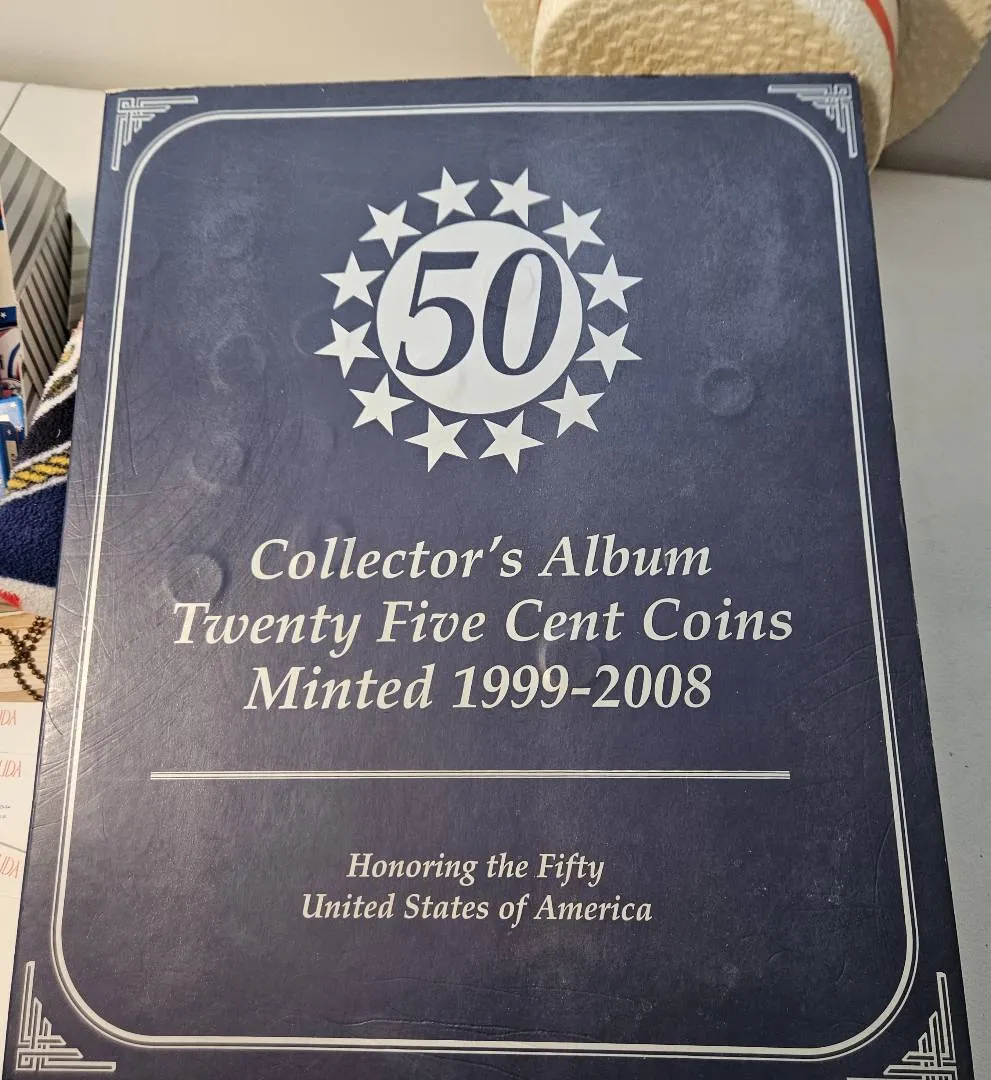 50
Collector's Album
Twenty Five Cent Coins
Minted 1999-2008
Honoring the Fifty
United States of America